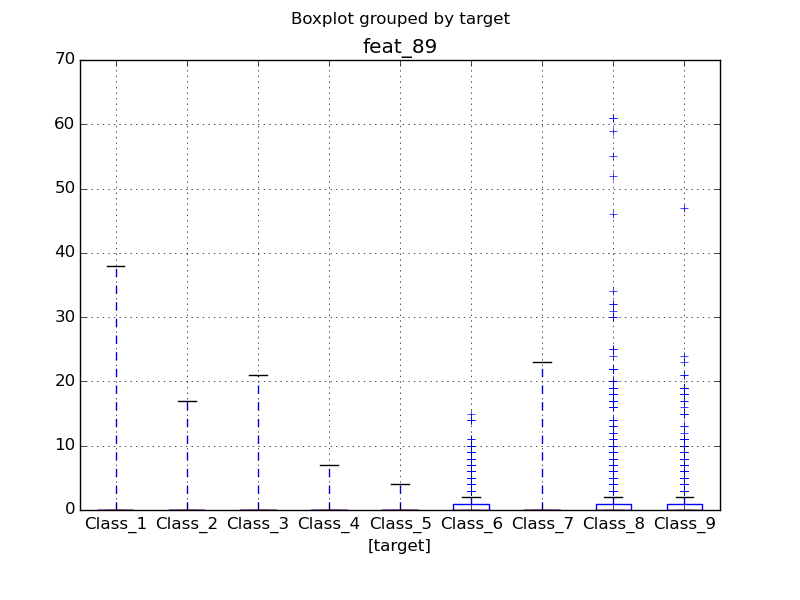 Boxplot grouped by target
feat_89
70
60
50
40
30
20
10
0
Class_1 Class_2 Class_3 Class_4 Class_5 Class_6 Class_7 Class_8 Class_9
[target]